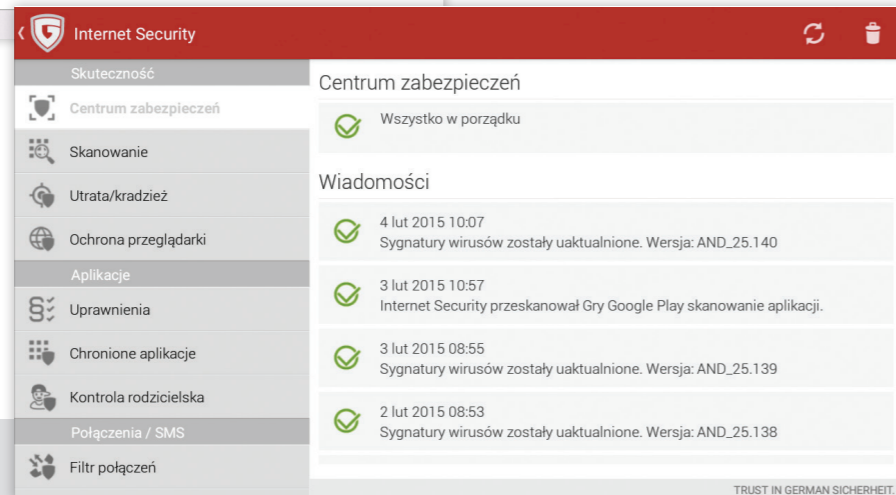 Internet Security
Skuteczność
Centrum zabezpieczeń
Skanowanie
Utrata/kradzież
Ochrona przeglądarki
Aplikacje
Uprawnienia
Chronione aplikacje
Kontrola rodzicielska
Połączenia / SMS
Filtr połączeń
Centrum zabezpieczeń
Wszystko w porządku
Wiadomości
4 lut 2015 10:07
Sygnatury wirusów zostały uaktualnione. Wersja: AND_25.140
3 lut 2015 10:57
Internet Security przeskanował Gry Google Play skanowanie aplikacji.
3 lut 2015 08:55
Sygnatury wirusów zostały uaktualnione. Wersja: AND_25.139
2 lut 2015 08:53
Sygnatury wirusów zostały uaktualnione. Wersja: AND_25.138
TRUST IN GERMAN SICHERHEIT.